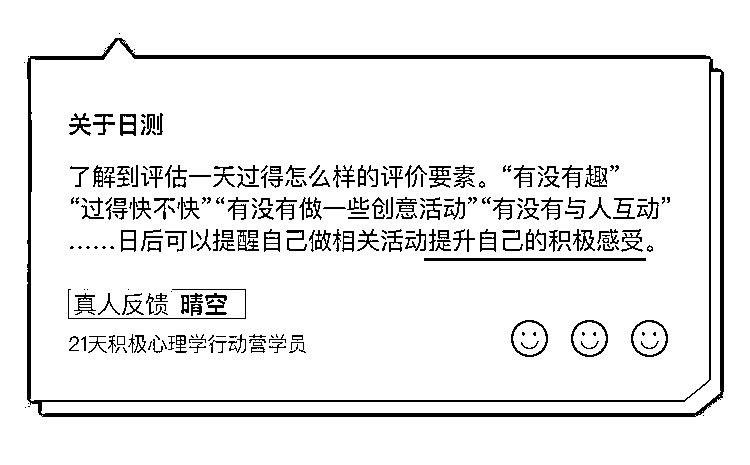 关于日测
了解到评估一天过得怎么样的评价要素。“有没有趣”
“过得快不快”“有没有做一些创意活动”“有没有与人互动”
……日后可以提醒自己做相关活动提升自己的积极感受。
真人反馈 晴空
21天积极心理学行动营学员